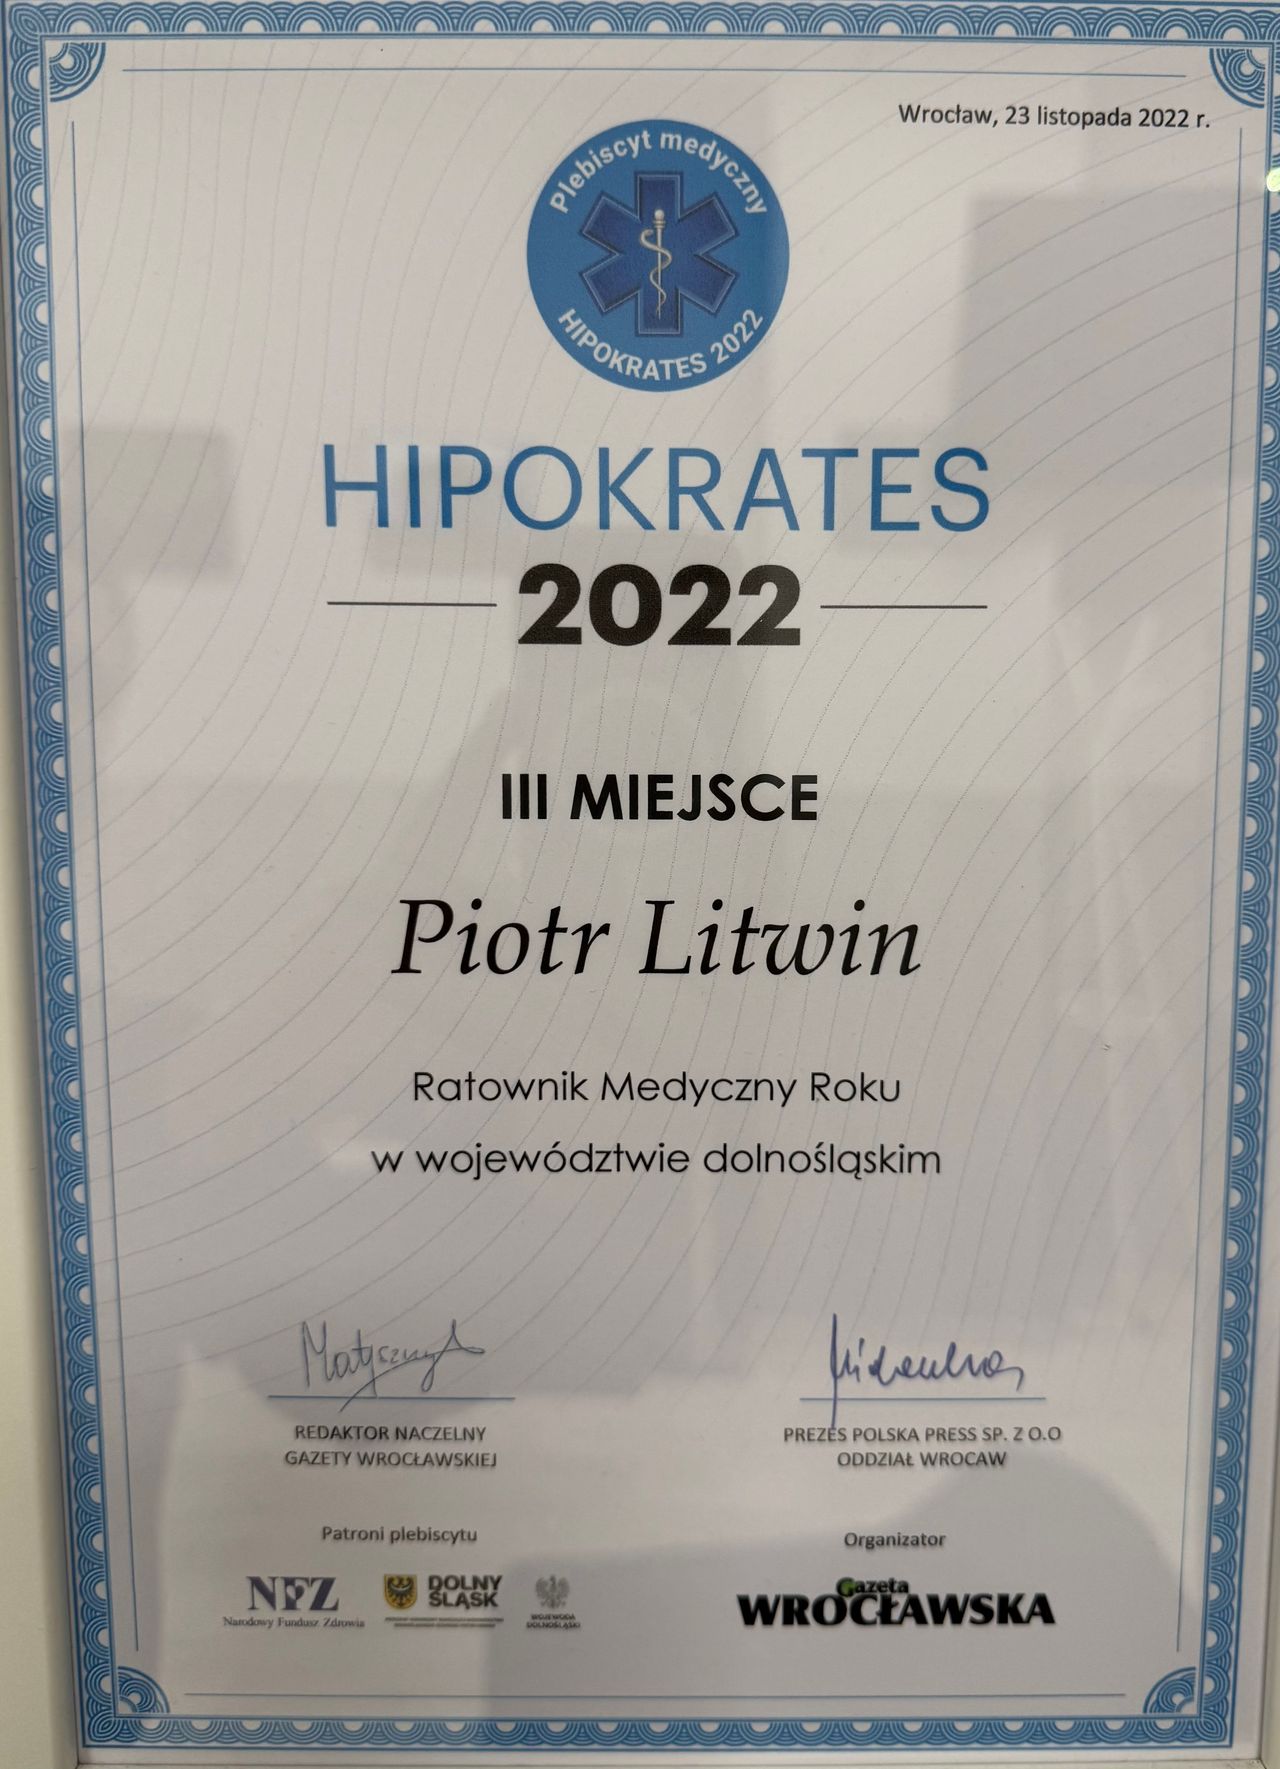 Wrocław, 23 listopada 2022 r.
Plebiscyt medyczny
HIPOKRATES 2022
HIPOKRATES
2022
III MIEJSCE
Piotr Litwin
Ratownik Medyczny Roku
w województwie dolnośląskim
REDAKTOR NACZELNY
GAZETY WROCŁAWSKIEJ
PREZES POLSKA PRESS SP. Z O.O
ODDZIAŁ WROCAW
Patroni plebiscytu
NFZ
Narodowy Fundusz Zdrowia
DOLNY
ŚLĄSK
WOJEWODA
DOLNOŚLĄSKI
Organizator
Gazeta
WROCŁAWSKA